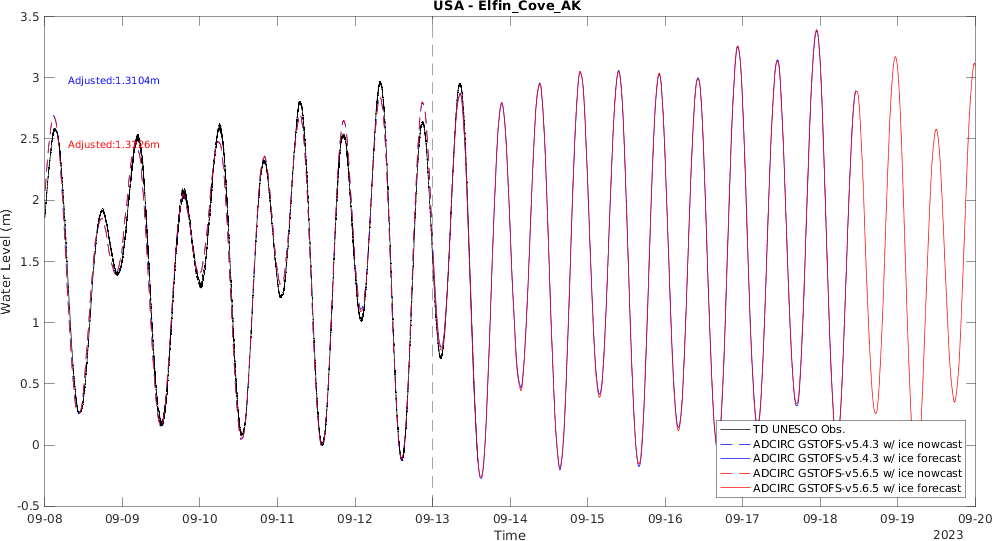 USA - Elfin_Cove_AK
3.5
3
2.5
2
1.5
1
0.5
0
-0.5
Water Level (m)
Adjusted:1.3104m
TD UNESCO Obs.
ADCIRC GSTOFS-v5.4.3 w/ ice nowcast
ADCIRC GSTOFS-v5.4.3 w/ ice forecast
ADCIRC GSTOFS-v5.6.5 w/ ice nowcast
ADCIRC GSTOFS-v5.6.5 w/ ice forecast
09-08 09-09 09-10 09-11 09-12 09-13 09-14 09-15 09-16 09-17 09-18 09-19 09-20
Time
2023